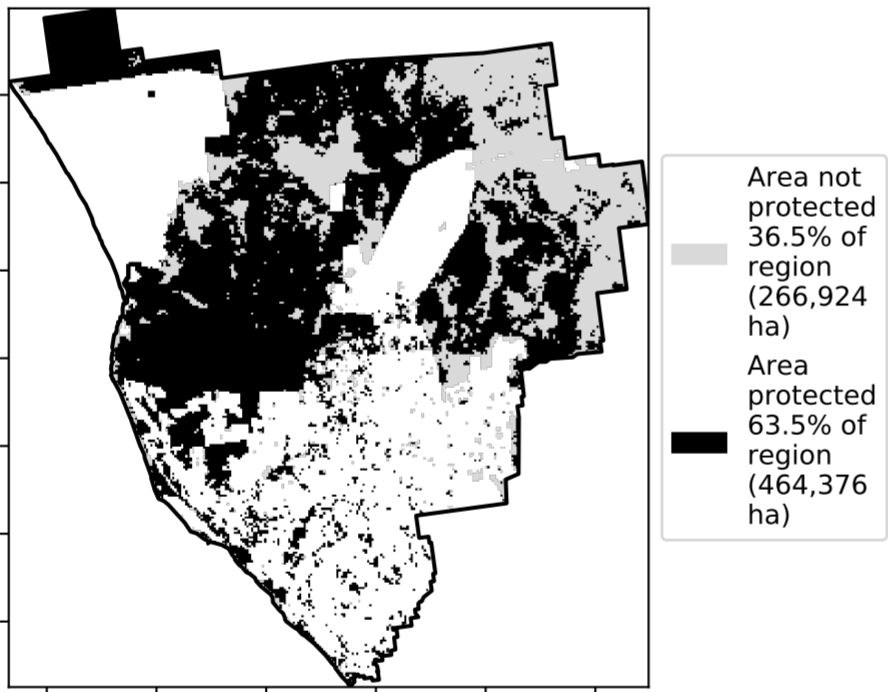 Area not
protected
36.5% of
region
(266,924
ha)
Area
protected
63.5% of
region
(464,376
ha)